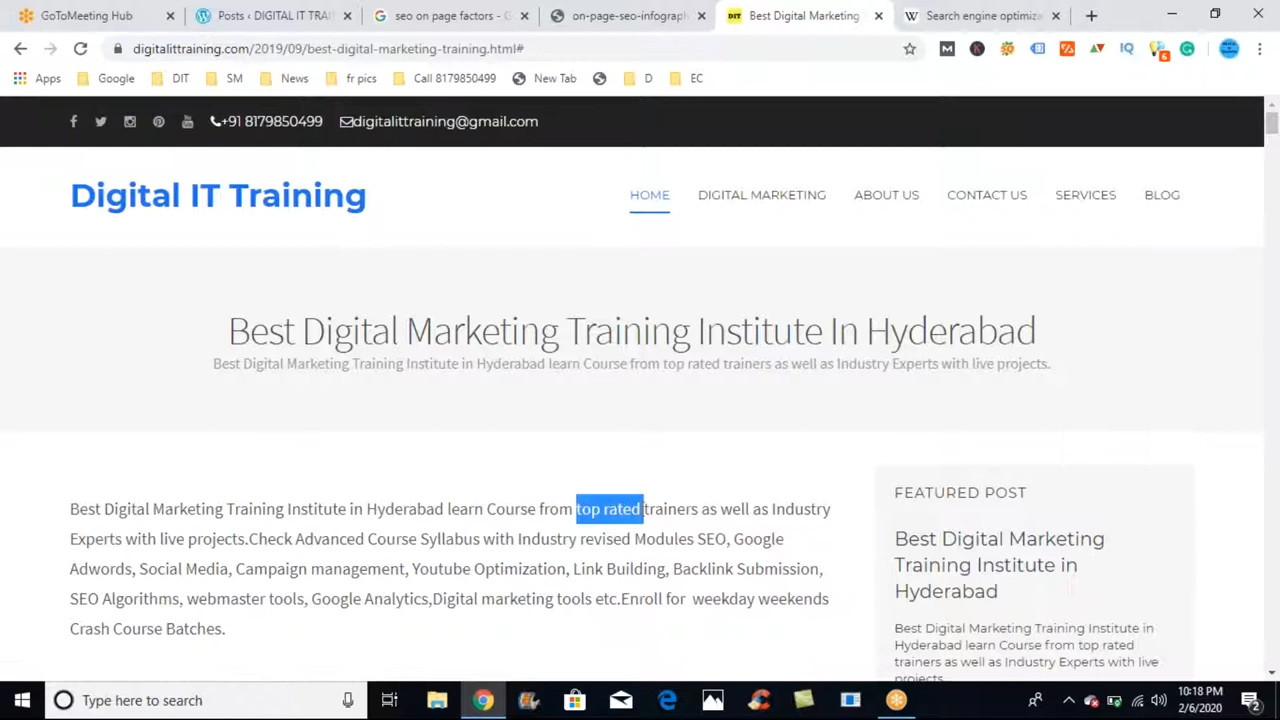 GoToMeeting Hub
Posts ‹ DIGITAL IT TRAI
seo on page factors - G
on-page-seo-infograph
DIT Best Digital Marketing
W Search engine optimiz
digitalittraining.com/2019/09/best-digital-marketing-training.html#
M K IQ 6
Apps Google DIT SM News fr pics Call 8179850499 New Tab D EC
+91 8179850499 digitalittraining@gmail.com
Digital IT Training
HOME DIGITAL MARKETING ABOUT US CONTACT US SERVICES BLOG
Best Digital Marketing Training Institute In Hyderabad
Best Digital Marketing Training Institute in Hyderabad learn Course from top rated trainers as well as Industry Experts with live projects.
Best Digital Marketing Training Institute in Hyderabad learn Course from top rated trainers as well as Industry
Experts with live projects.Check Advanced Course Syllabus with Industry revised Modules SEO, Google
Adwords, Social Media, Campaign management, Youtube Optimization, Link Building, Backlink Submission,
SEO Algorithms, webmaster tools, Google Analytics,Digital marketing tools etc.Enroll for weekday weekends
Crash Course Batches.
FEATURED POST
Best Digital Marketing
Training Institute in
Hyderabad
Best Digital Marketing Training Institute in
Hyderabad learn Course from top rated
trainers as well as Industry Experts with live
projects.
Type here to search
10:18 PM
2/6/2020
2